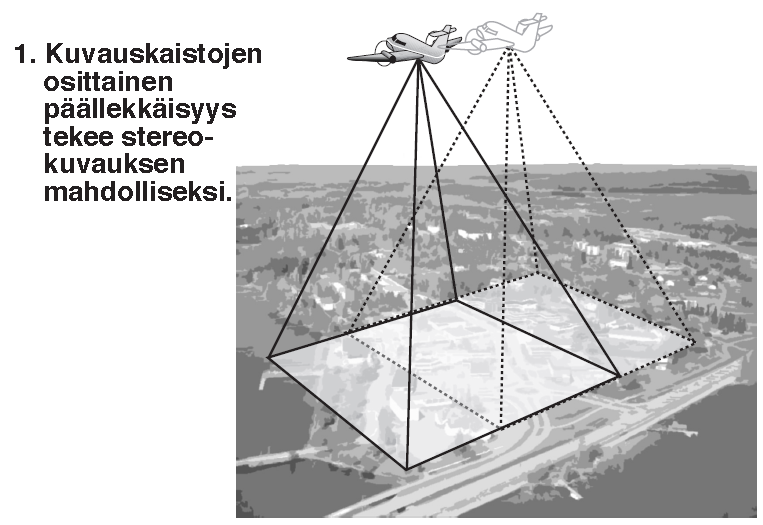 1. Kuvauskaistojen
osittainen
päällekkäisyys
tekee stereo-
kuvauksen
mahdolliseksi.